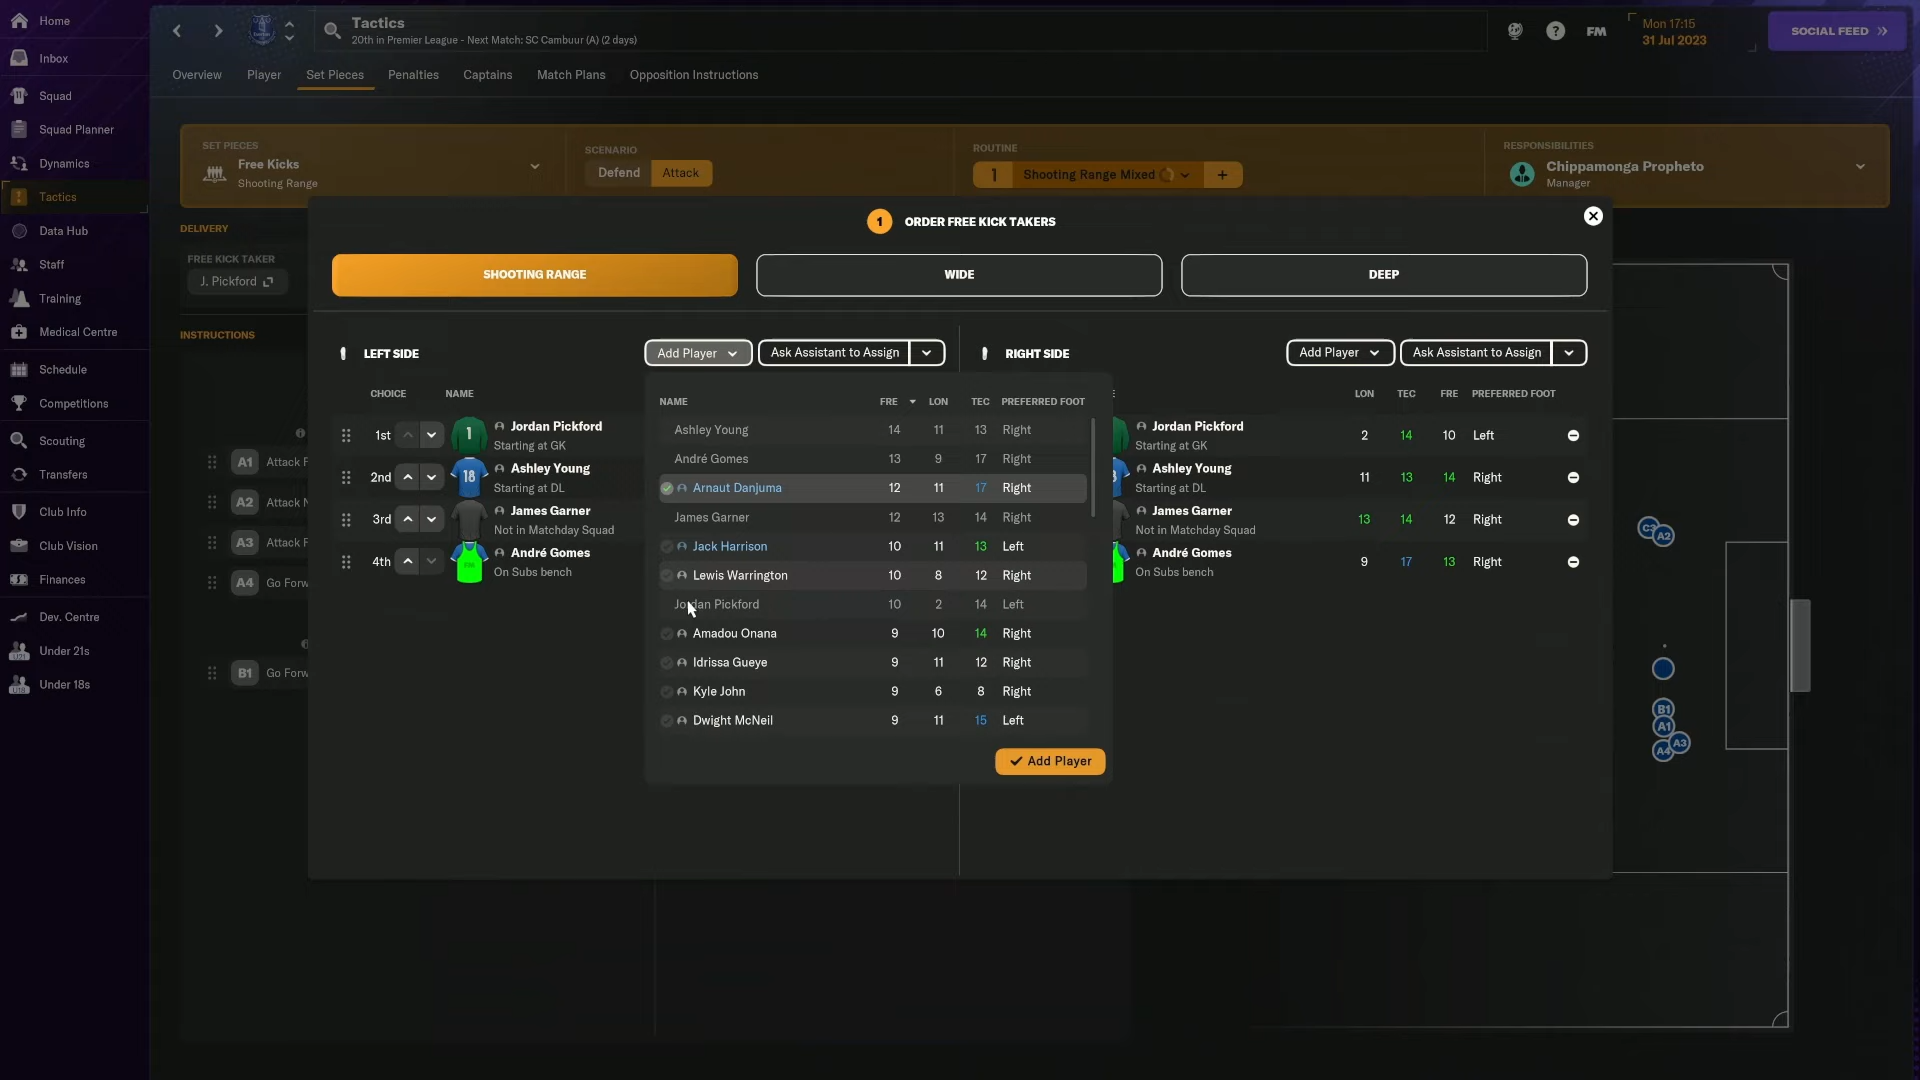 Home
Inbox
Squad
Squad Planner
Dynamics
Tactics
Data Hub
Staff
Training
Medical Centre
Schedule
Competitions
Scouting
Transfers
Club Info
Club Vision
Finances
Dev. Centre
Under 21s
Under 18s
Tactics
20th in Premier League - Next Match: SC Cambuur (A) (2 days)
FM
Mon 17:15
31 Jul 2023
SOCIAL FEED
Overview Player Set Pieces Penalties Captains Match Plans Opposition Instructions
SET PIECES
Free Kicks
Shooting Range
SCENARIO
Defend Attack
ROUTINE
1 Shooting Range Mixed +
RESPONSIBILITIES
Chippamonga Propheto
Manager
DELIVERY
FREE KICK TAKER
J. Pickford
INSTRUCTIONS
A1 Attack F
A2 Attack N
A3 Attack F
A4 Go Forw
B1 Go Forw
1 ORDER FREE KICK TAKERS
SHOOTING RANGE WIDE DEEP
LEFT SIDE Add Player Ask Assistant to Assign
CHOICE NAME
1st 1 Jordan Pickford
Starting at GK
2nd 18 Ashley Young
Starting at DL
3rd James Garner
Not in Matchday Squad
4th FM André Gomes
On Subs bench
NAME FRE LON TEC PREFERRED FOOT
Ashley Young 14 11 13 Right
André Gomes 13 9 17 Right
Arnaut Danjuma 12 11 17 Right
James Garner 12 13 14 Right
Jack Harrison 10 11 13 Left
Lewis Warrington 10 8 12 Right
Jordan Pickford 10 2 14 Left
Amadou Onana 9 10 14 Right
Idrissa Gueye 9 11 12 Right
Kyle John 9 6 8 Right
Dwight McNeil 9 11 15 Left
Add Player
RIGHT SIDE Add Player Ask Assistant to Assign
LON TEC FRE PREFERRED FOOT
Jordan Pickford 2 14 10 Left
Starting at GK
Ashley Young 11 13 14 Right
Starting at DL
James Garner 13 14 12 Right
Not in Matchday Squad
André Gomes 9 17 13 Right
On Subs bench
A2
B1
A1
A3
A4